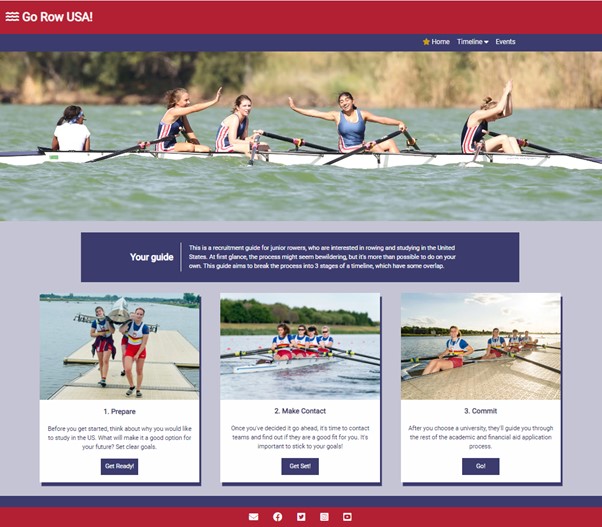 Go Row USA!
Home Timeline Events
Your guide
This is a recruitment guide for junior rowers, who are interested in rowing and studying in the United
States. At first glance, the process might seem bewildering, but it's more than possible to do on your
own. This guide aims to break the process into 3 stages of a timeline, which have some overlap.
1. Prepare
Before you get started, think about why you would like
to study in the US. What will make it a good option for
your future? Set clear goals.
Get Ready!
2. Make Contact
Once you've decided it go ahead, it's time to contact
teams and find out if they are a good fit for you. It's
important to stick to your goals!
Get Set!
3. Commit
After you choose a university, they'll guide you through
the rest of the academic and financial aid application
process.
Go!